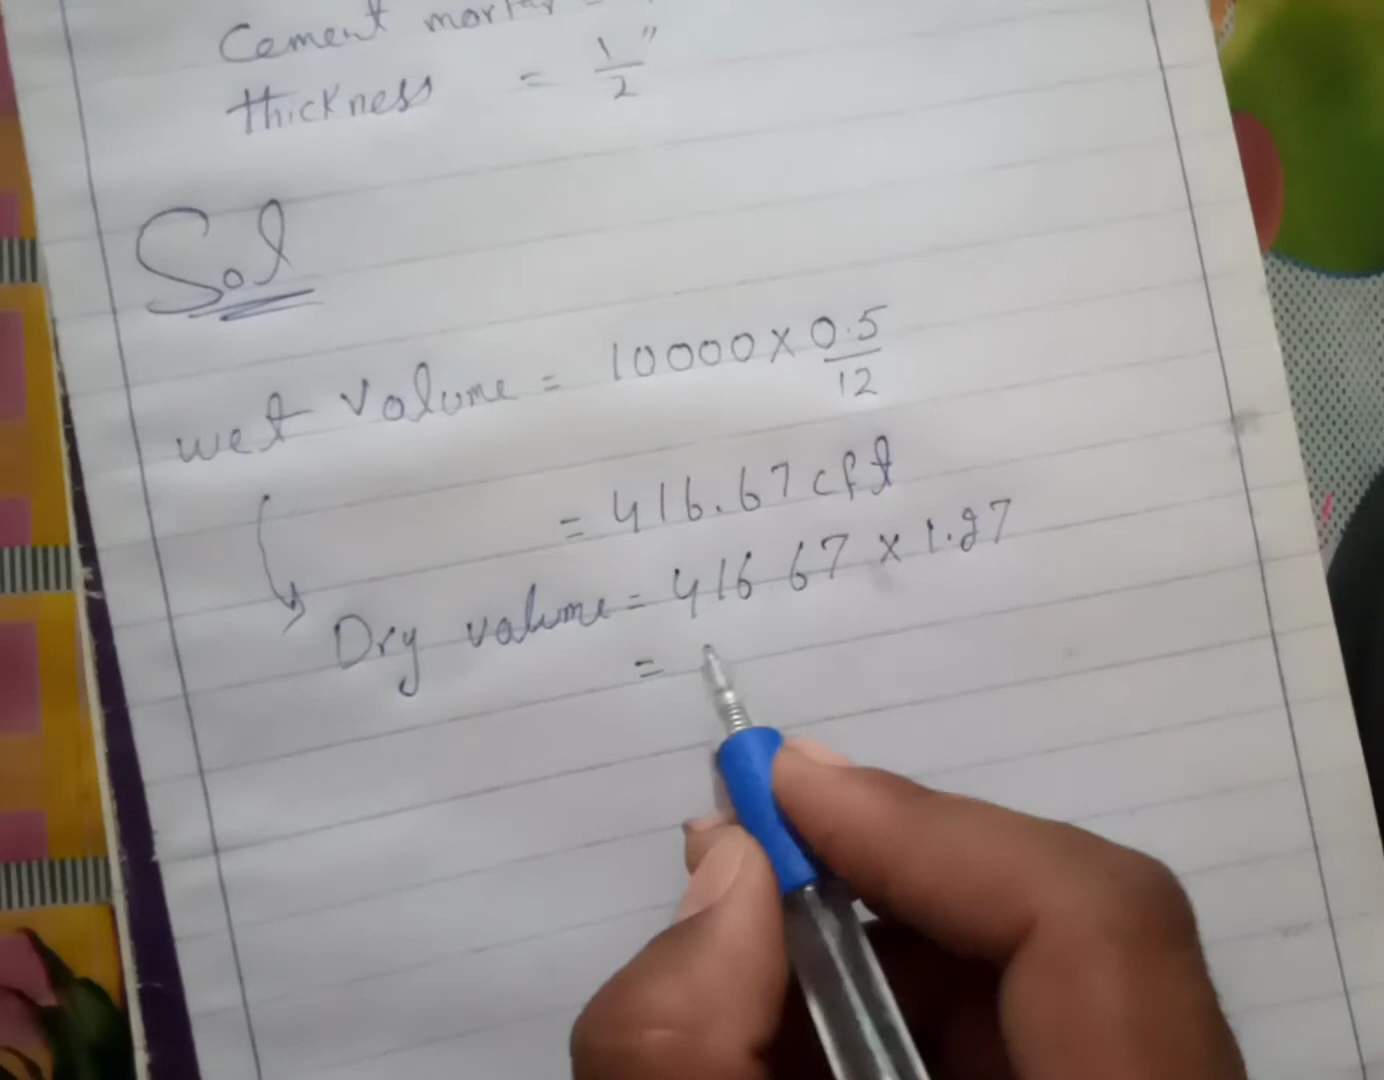 Cement mortar =
thickness = 1/2"
Sol
wet Volume = 10000 x 0.5/12
= 416.67 cft
Dry volume = 416 67 x 1.27
=